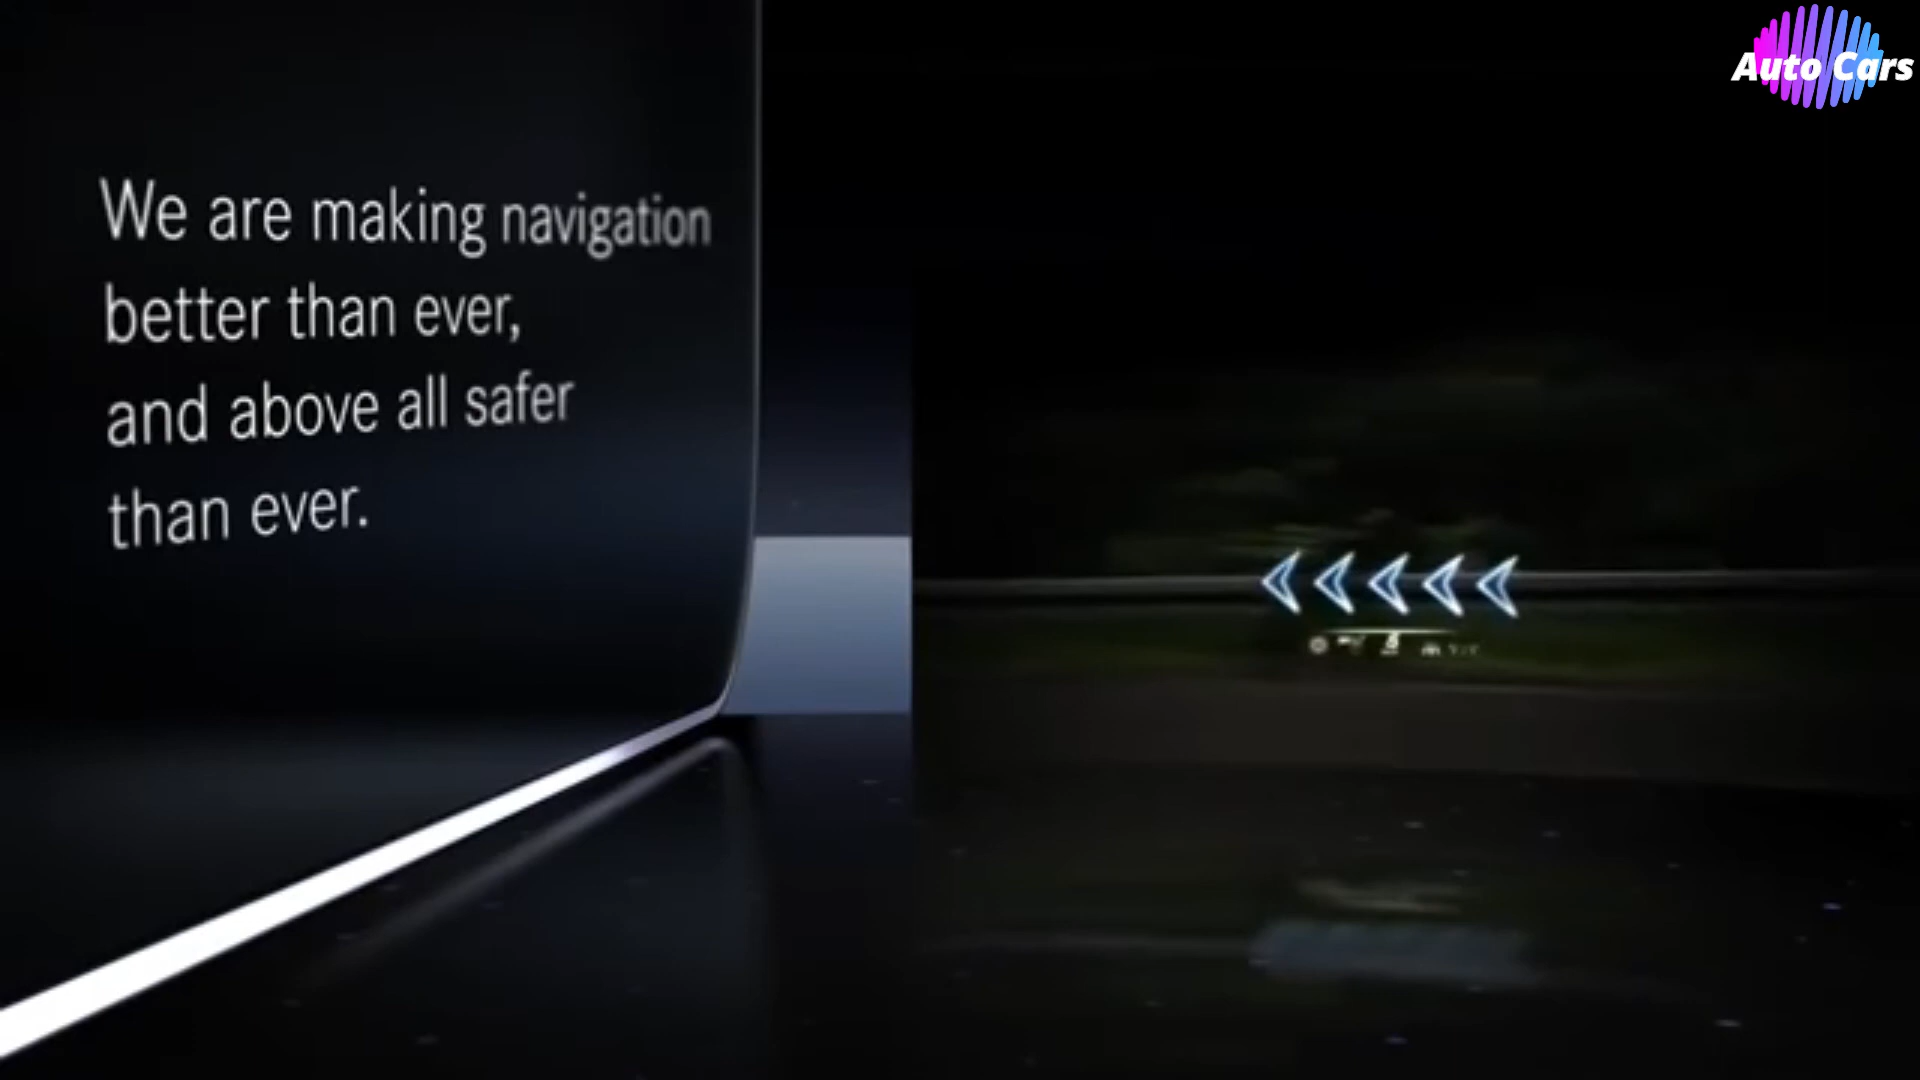 Auto Cars
We are making navigation
better than ever,
and above all safer
than ever.